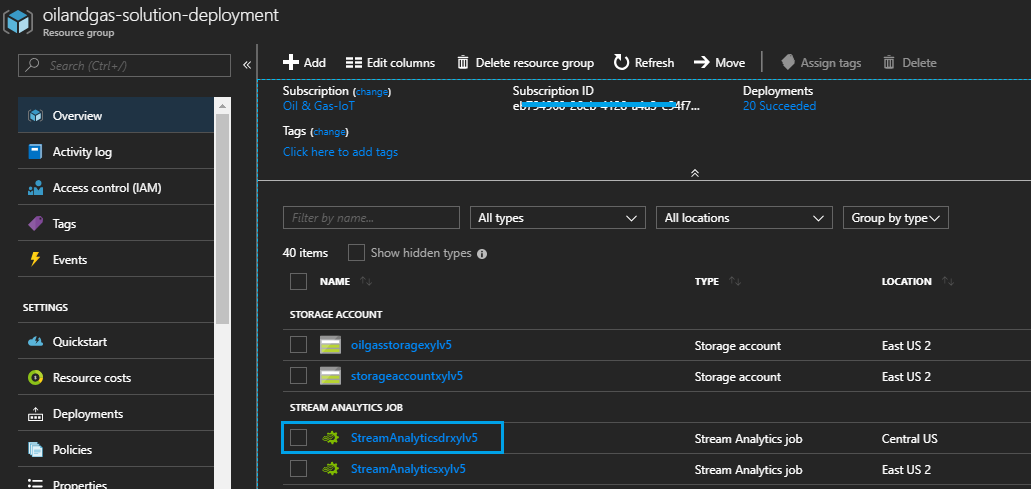 oilandgas-solution-deployment
Resource group
Search (Ctrl+/)
Overview
Activity log
Access control (IAM)
Tags
Events
SETTINGS
Quickstart
Resource costs
Deployments
Policies
Properties
Add Edit columns Delete resource group Refresh Move Assign tags Delete
Subscription (change) Subscription ID Deployments
Oil & Gas-IoT 20 Succeeded
Tags (change)
Click here to add tags
Filter by name... All types All locations Group by type
40 items Show hidden types
NAME TYPE LOCATION
STORAGE ACCOUNT
oilgasstoragexylv5 Storage account East US 2
storageaccountxylv5 Storage account East US 2
STREAM ANALYTICS JOB
StreamAnalyticsdrxylv5 Stream Analytics job Central US
StreamAnalyticsxylv5 Stream Analytics job East US 2